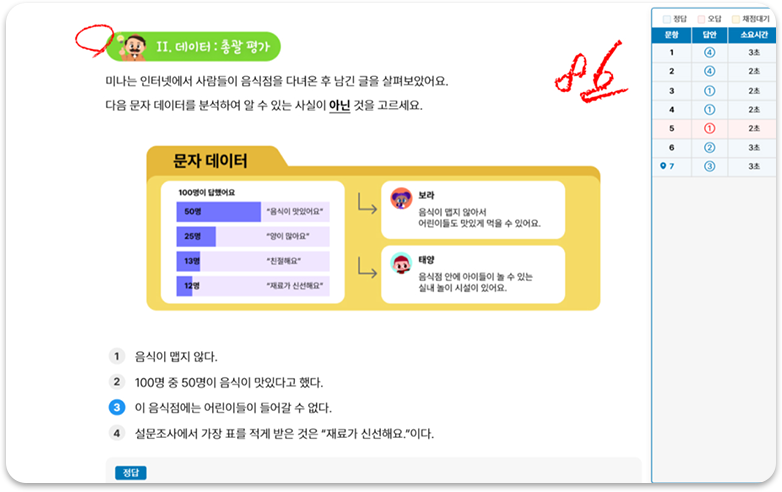 II. 데이터 : 총괄 평가
86
미나는 인터넷에서 사람들이 음식점을 다녀온 후 남긴 글을 살펴보았어요.
다음 문자 데이터를 분석하여 알 수 있는 사실이 아닌 것을 고르세요.
문자 데이터
100명이 답했어요
50명 “음식이 맛있어요”
25명 “양이 많아요”
13명 “친절해요”
12명 “재료가 신선해요”
보라
음식이 맵지 않아서
어린이들도 맛있게 먹을 수 있어요.
태양
음식점 안에 아이들이 놀 수 있는
실내 놀이 시설이 있어요.
1 음식이 맵지 않다.
2 100명 중 50명이 음식이 맛있다고 했다.
3 이 음식점에는 어린이들이 들어갈 수 없다.
4 설문조사에서 가장 표를 적게 받은 것은 “재료가 신선해요.”이다.
정답
정답 오답 채점대기
문항 답안 소요시간
1 ④ 3초
2 ④ 2초
3 ① 2초
4 ① 2초
5 ① 2초
6 ② 3초
7 ③ 3초